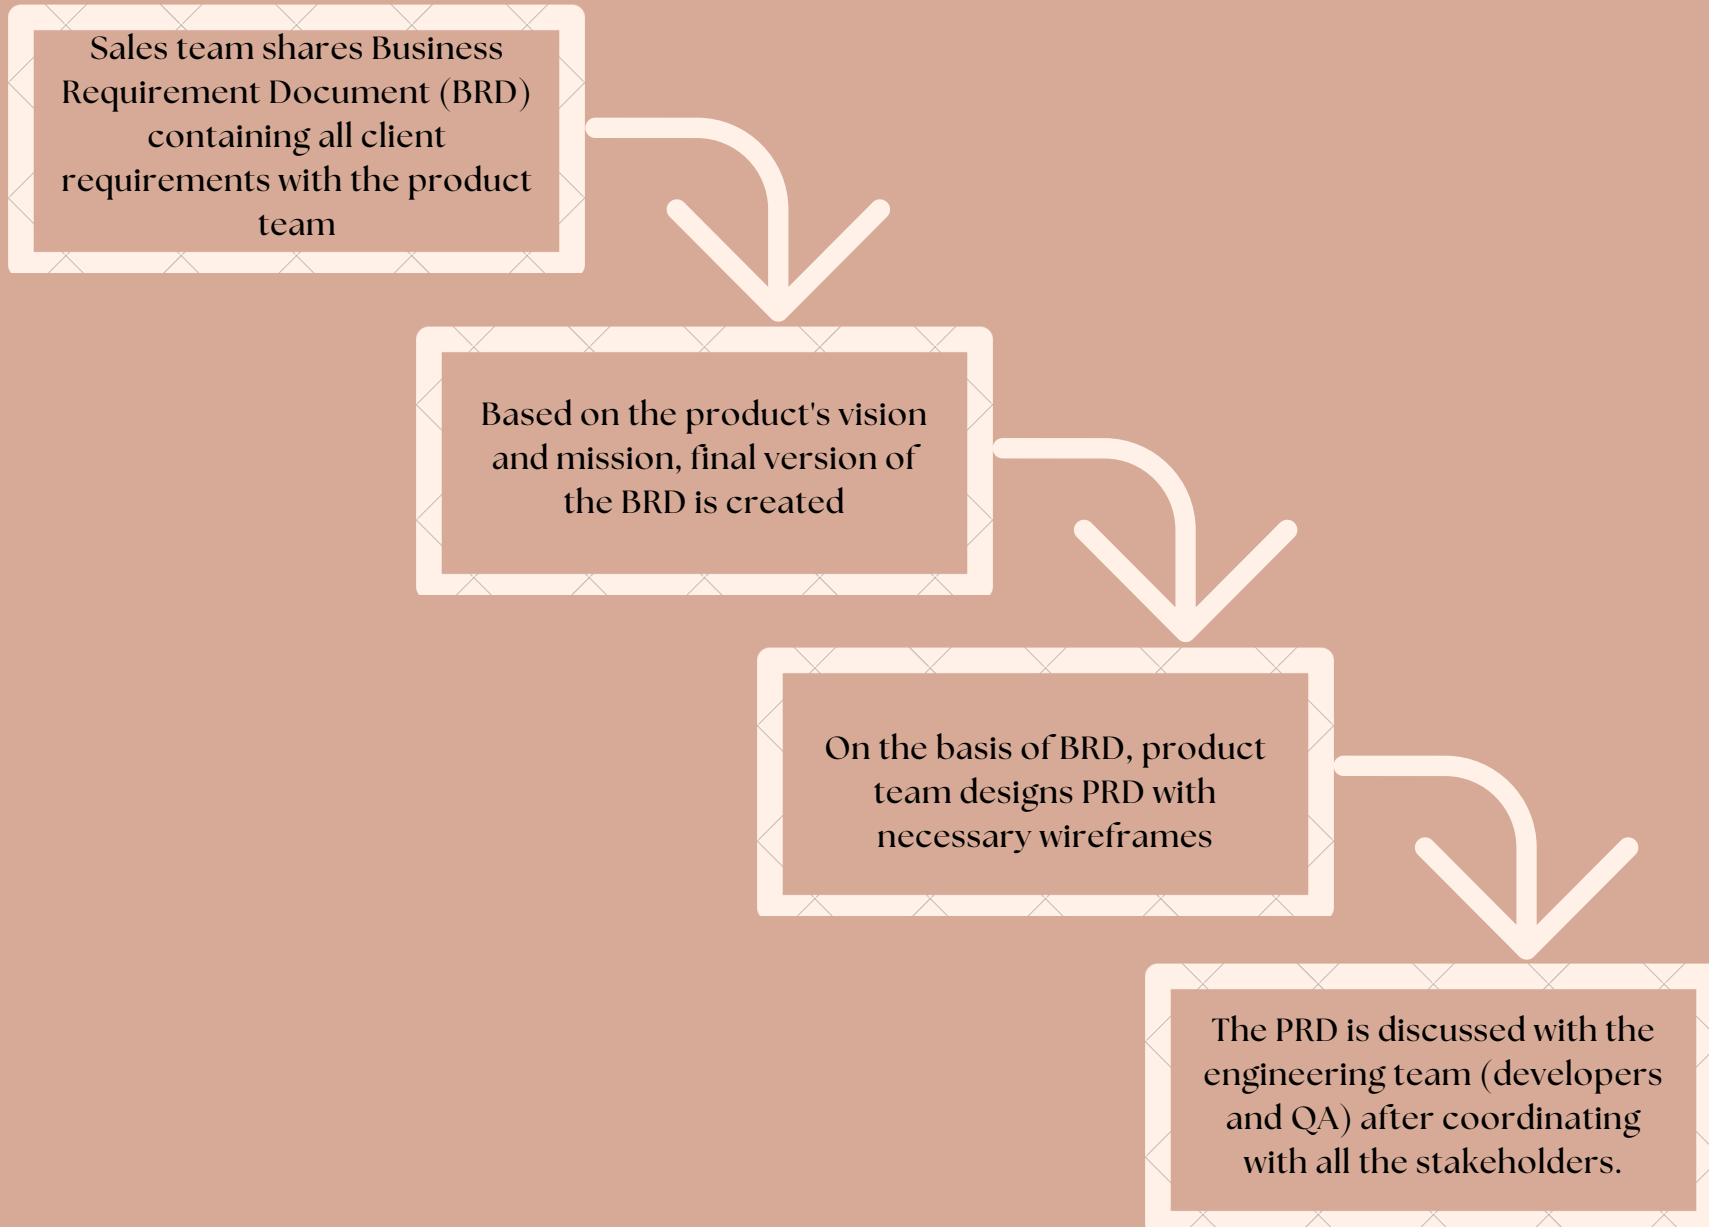 Sales team shares Business
Requirement Document (BRD)
containing all client
requirements with the product
team
Based on the product's vision
and mission, final version of
the BRD is created
On the basis of BRD, product
team designs PRD with
necessary wireframes
The PRD is discussed with the
engineering team (developers
and QA) after coordinating
with all the stakeholders.